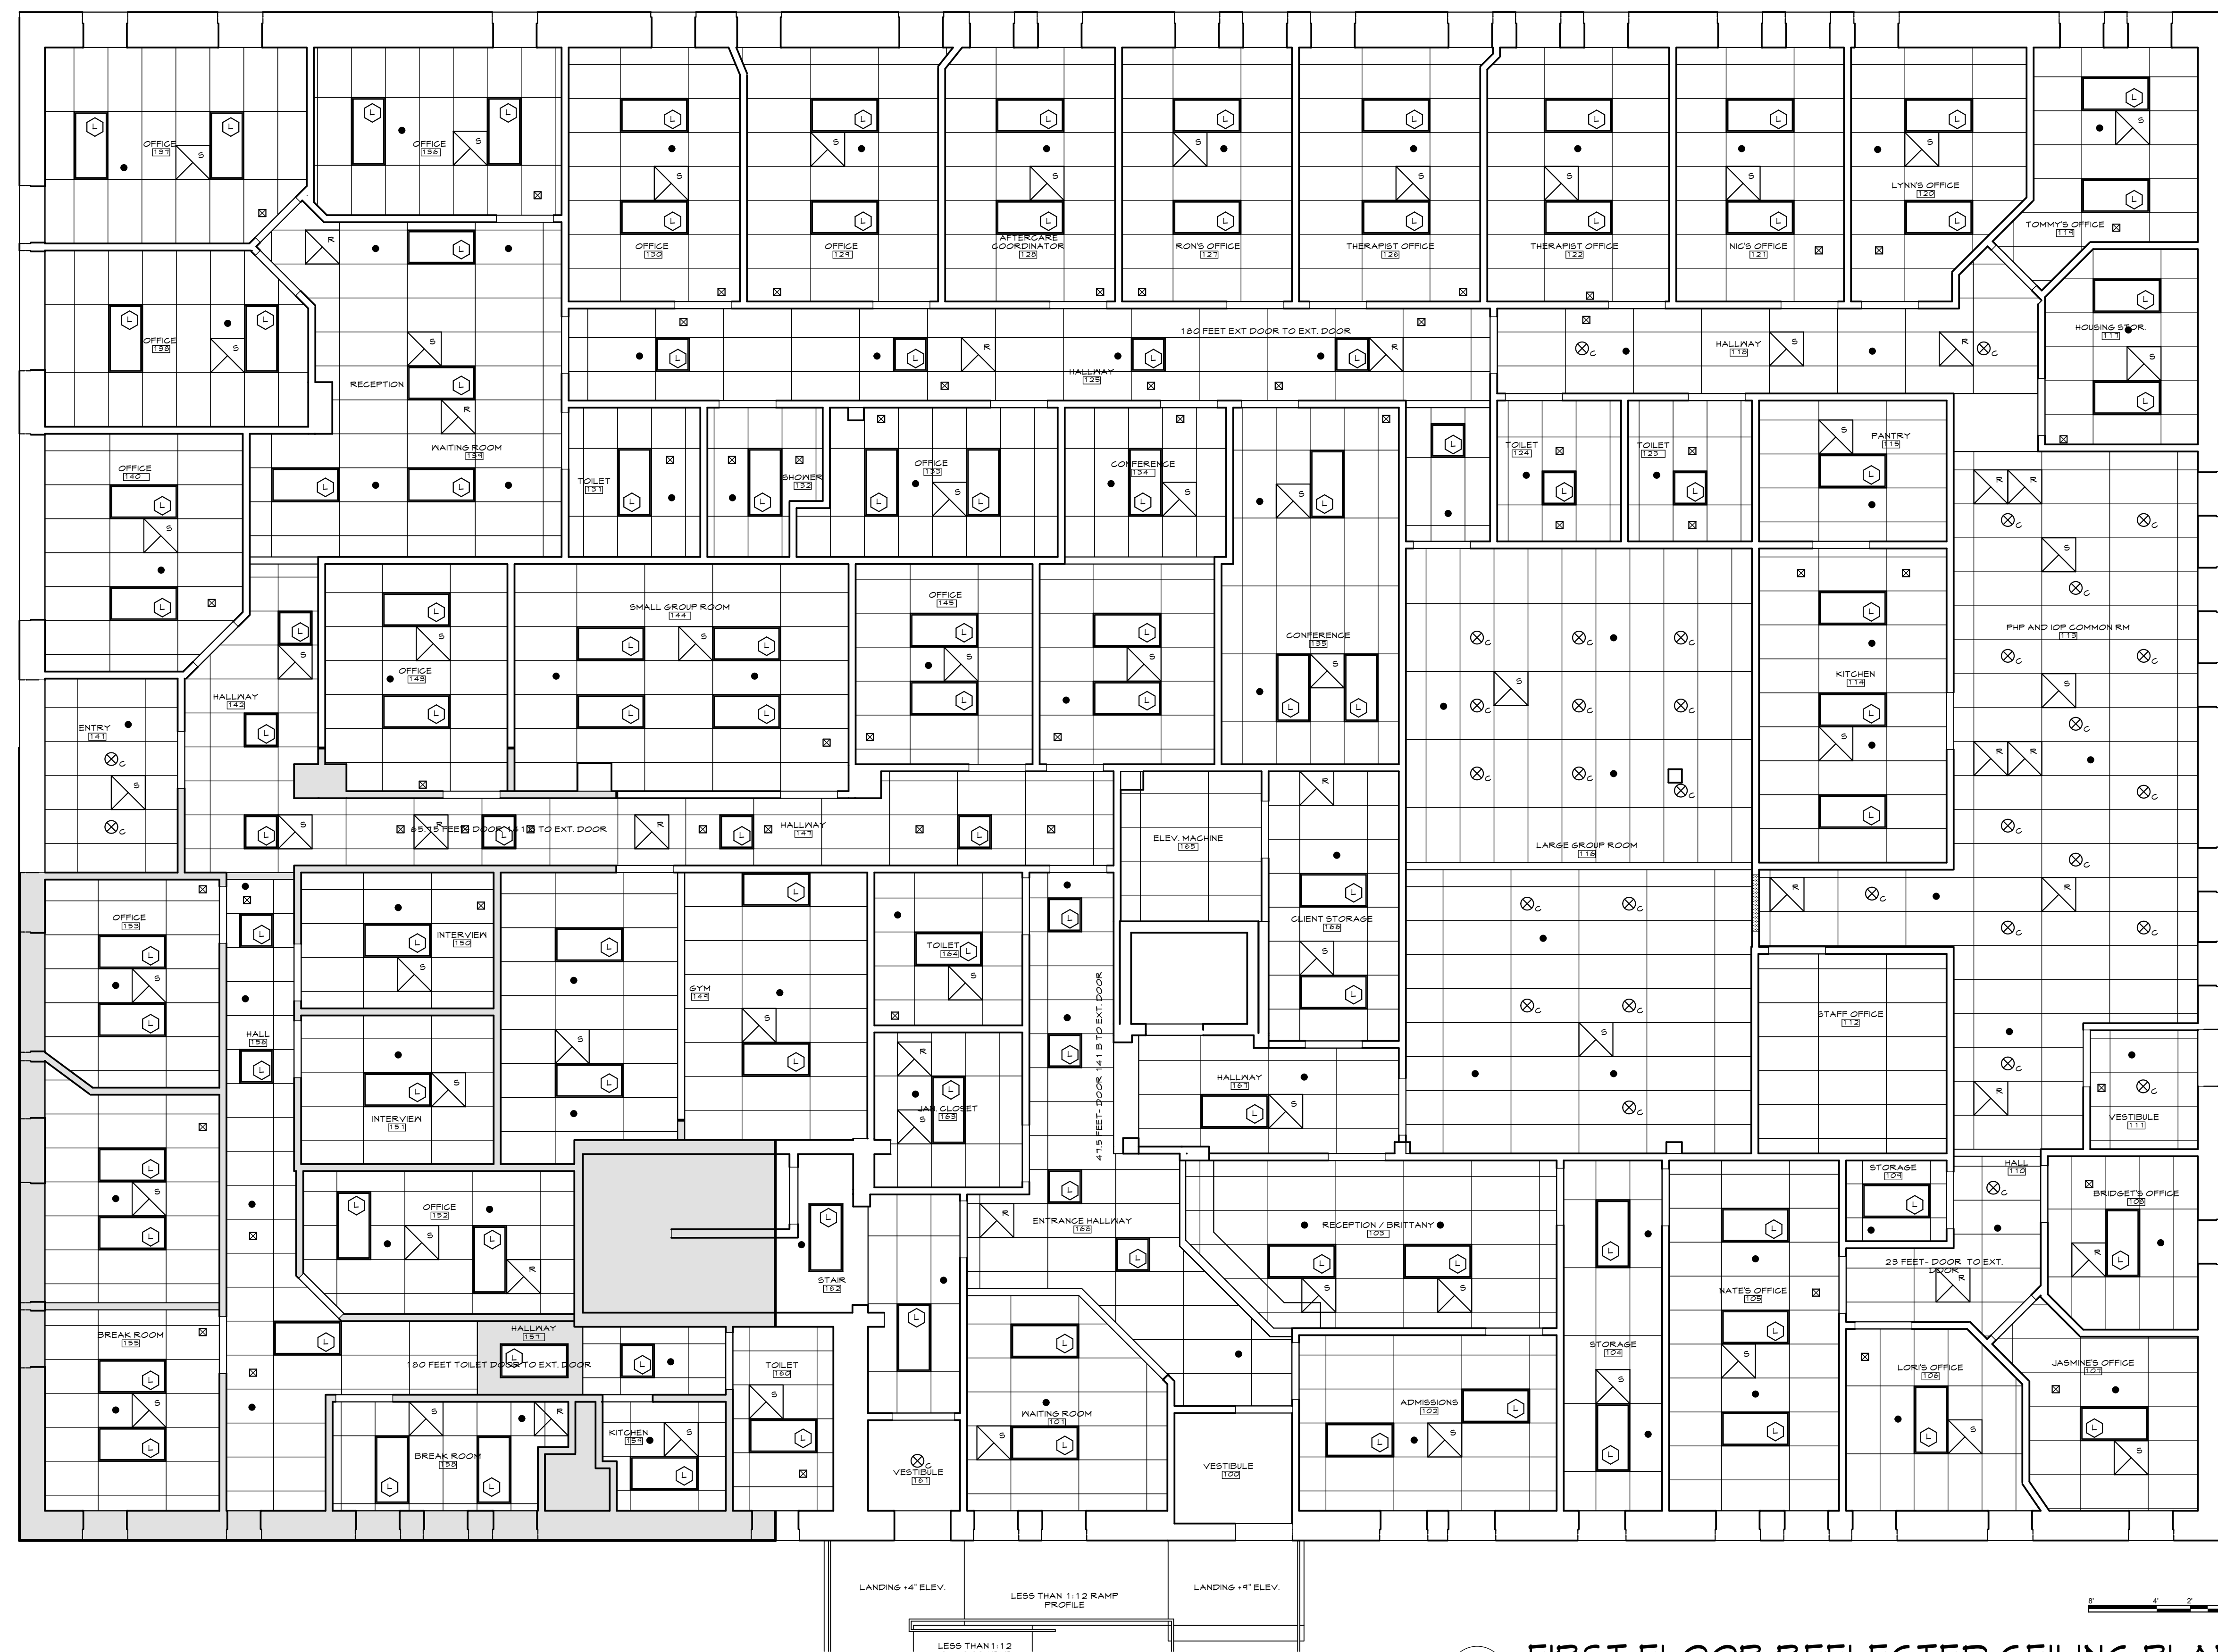 OFFICE
137
OFFICE
136
OFFICE
130
OFFICE
129
AFTERCARE
COORDINATOR
128
RON'S OFFICE
127
THERAPIST OFFICE
126
THERAPIST OFFICE
122
NIC'S OFFICE
121
LYNN'S OFFICE
120
TOMMY'S OFFICE
119
OFFICE
138
RECEPTION
WAITING ROOM
139
180 FEET EXT DOOR TO EXT. DOOR
HALLWAY
125
HALLWAY
118
HOUSING STOR.
117
OFFICE
140
TOILET
131
SHOWER
132
OFFICE
133
CONFERENCE
134
TOILET
124
TOILET
123
PANTRY
115
SMALL GROUP ROOM
144
OFFICE
145
CONFERENCE
135
PHP AND IOP COMMON RM
113
OFFICE
143
HALLWAY
142
ENTRY
141
KITCHEN
114
HALLWAY
147
ELEV. MACHINE
165
LARGE GROUP ROOM
116
OFFICE
153
INTERVIEW
150
TOILET
164
CLIENT STORAGE
166
GYM
149
HALL
156
47.5 FEET- DOOR 141 B TO EXT. DOOR
STAFF OFFICE
112
INTERVIEW
151
JAN. CLOSET
163
HALLWAY
167
VESTIBULE
111
OFFICE
152
ENTRANCE HALLWAY
168
RECEPTION / BRITTANY
103
STORAGE
109
HALL
110
BRIDGET'S OFFICE
108
STAIR
162
23 FEET- DOOR TO EXT.
DOOR
NATE'S OFFICE
105
BREAK ROOM
155
HALLWAY
157
180 FEET TOILET DOOR TO EXT. DOOR
TOILET
160
STORAGE
104
LORI'S OFFICE
106
JASMINE'S OFFICE
107
WAITING ROOM
101
ADMISSIONS
102
KITCHEN
159
BREAK ROOM
158
VESTIBULE
161
VESTIBULE
100
LANDING +4" ELEV.
LESS THAN 1:12 RAMP
PROFILE
LANDING +9" ELEV.
LESS THAN 1:12
8' 4' 2'